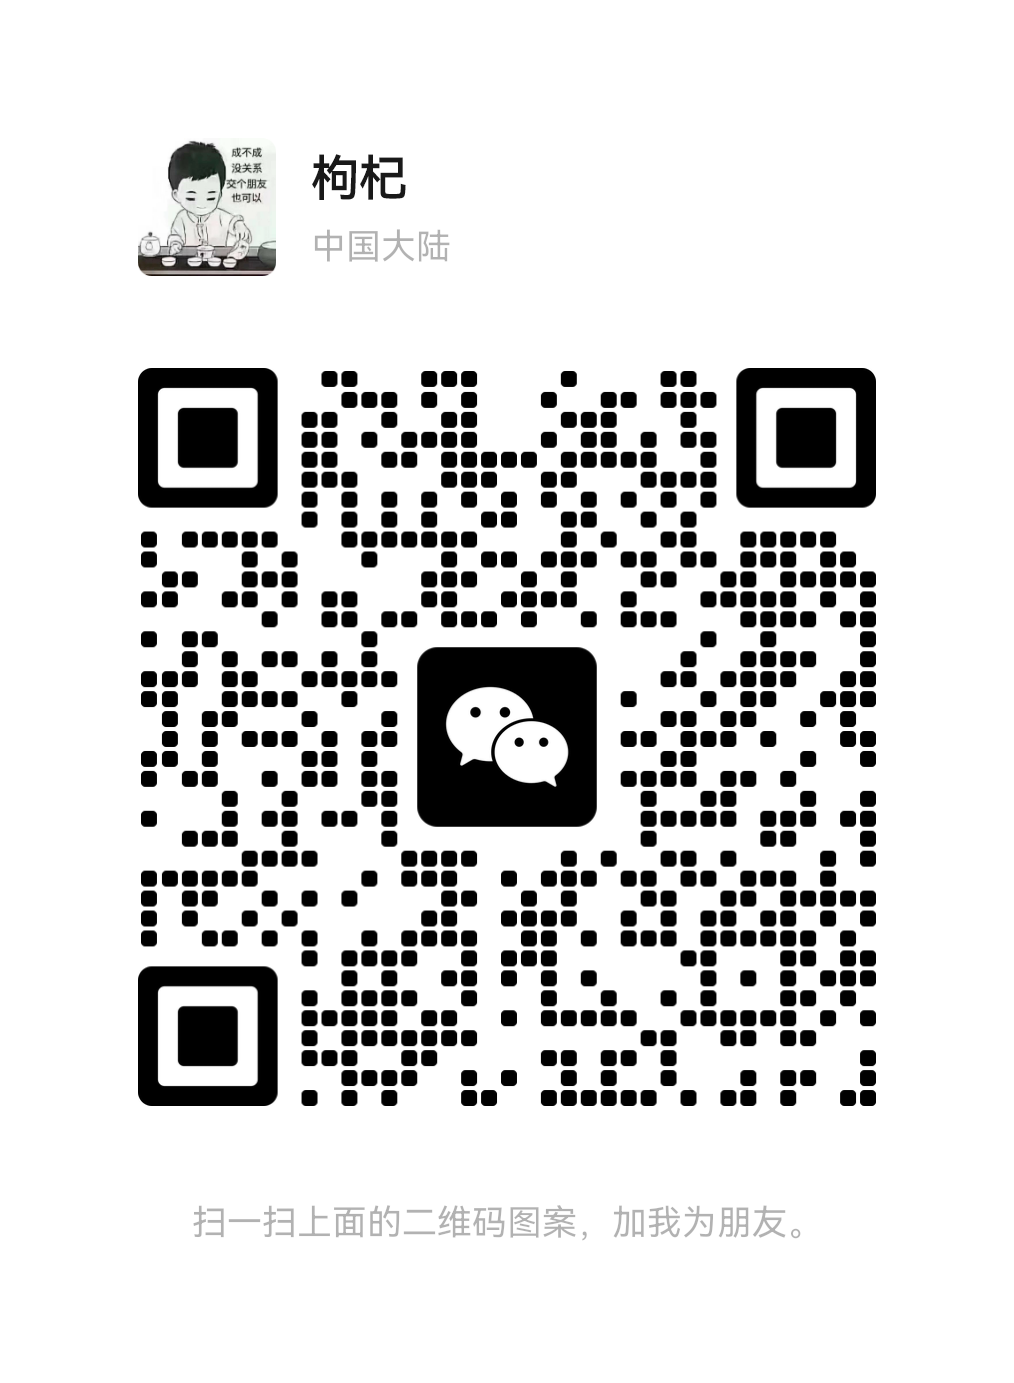 成不成
没关系
交个朋友
也可以
枸杞
中国大陆
扫一扫上面的二维码图案，加我为朋友。